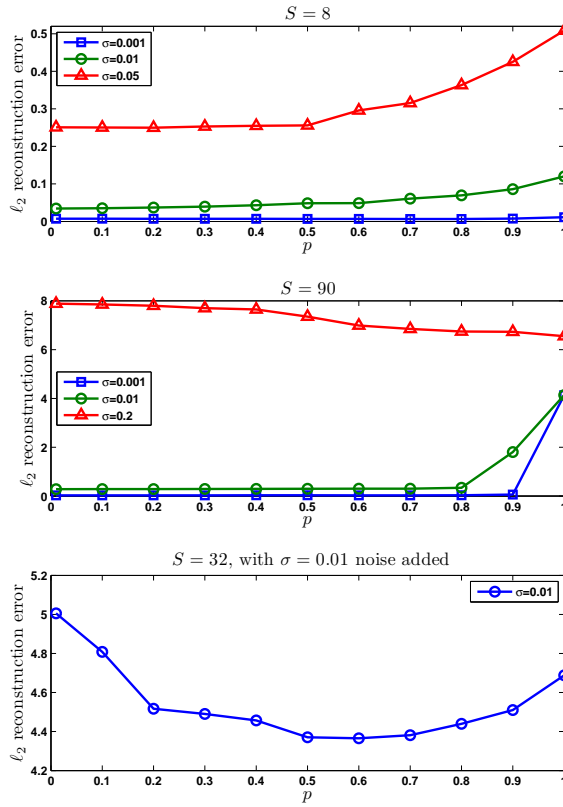 S = 8
ℓ2 reconstruction error
0.5
0.4
0.3
0.2
0.1
0
σ=0.001
σ=0.01
σ=0.05
0 0.1 0.2 0.3 0.4 0.5 0.6 0.7 0.8 0.9 1
p
S = 90
ℓ2 reconstruction error
8
6
4
2
0
σ=0.001
σ=0.01
σ=0.2
0 0.1 0.2 0.3 0.4 0.5 0.6 0.7 0.8 0.9 1
p
S = 32, with σ = 0.01 noise added
ℓ2 reconstruction error
5.2
5
4.8
4.6
4.4
4.2
σ=0.01
0 0.1 0.2 0.3 0.4 0.5 0.6 0.7 0.8 0.9 1
p